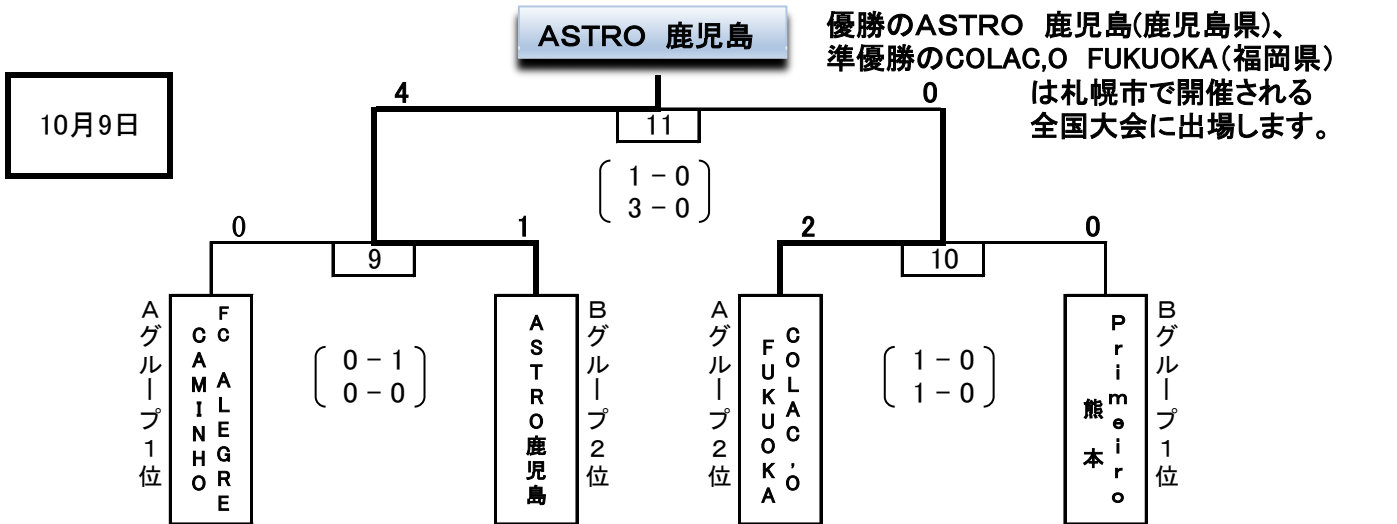 ASTRO 鹿児島
優勝のASTRO 鹿児島(鹿児島県)、
準優勝のCOLAC,O FUKUOKA(福岡県)
は札幌市で開催される
全国大会に出場します。
10月9日
4
0
11
1 - 0
3 - 0
0
1
2
0
9
10
Aグループ1位
FC ALEGRE
CAMINHO
0 - 1
0 - 0
ASTRO鹿児島
Bグループ2位
Aグループ2位
COLAC,O
FUKUOKA
1 - 0
1 - 0
Primeiro
熊本
Bグループ1位